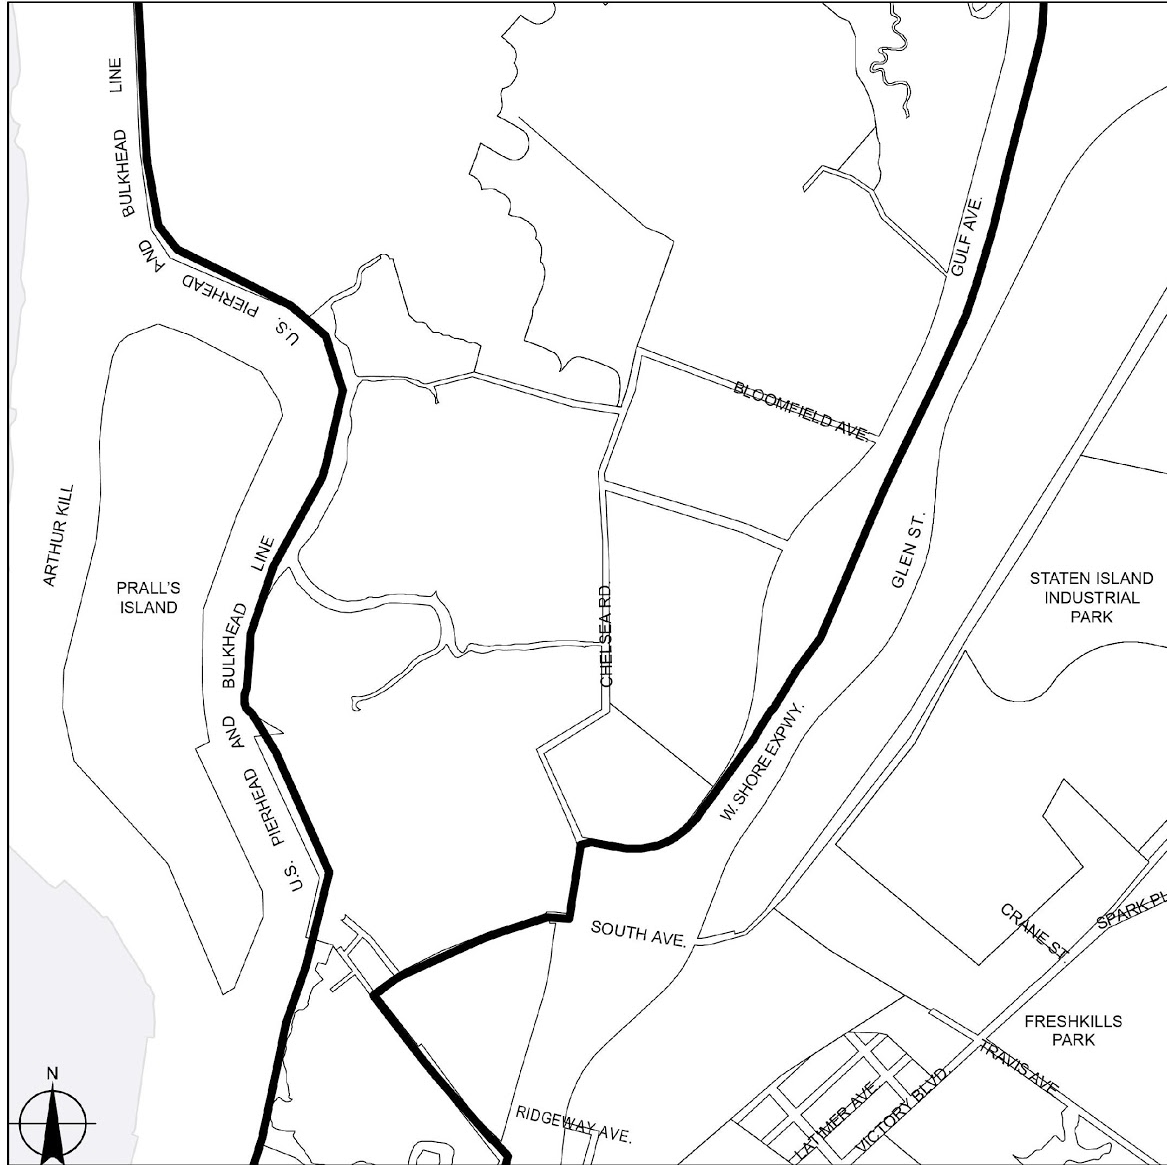 LINE
BULKHEAD
AND
PIERHEAD
U.S.
GULF AVE.
BLOOMFIELD AVE.
ARTHUR KILL
PRALL'S
ISLAND
LINE
BULKHEAD
AND
PIERHEAD
U.S.
CHELSEA RD.
GLEN ST.
STATEN ISLAND
INDUSTRIAL
PARK
W. SHORE EXPWY.
SOUTH AVE.
CRANE ST.
SPARK PL
FRESHKILLS
PARK
TRAVIS AVE.
LATIMER AVE.
VICTORY BLVD.
RIDGEWAY AVE.
N